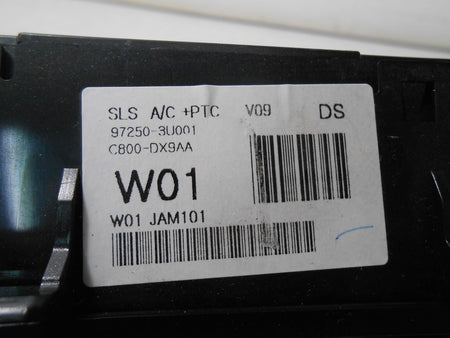 SLS A/C +PTC V09 DS
97250-3U001
C800-DX9AA
W01
W01 JAM101